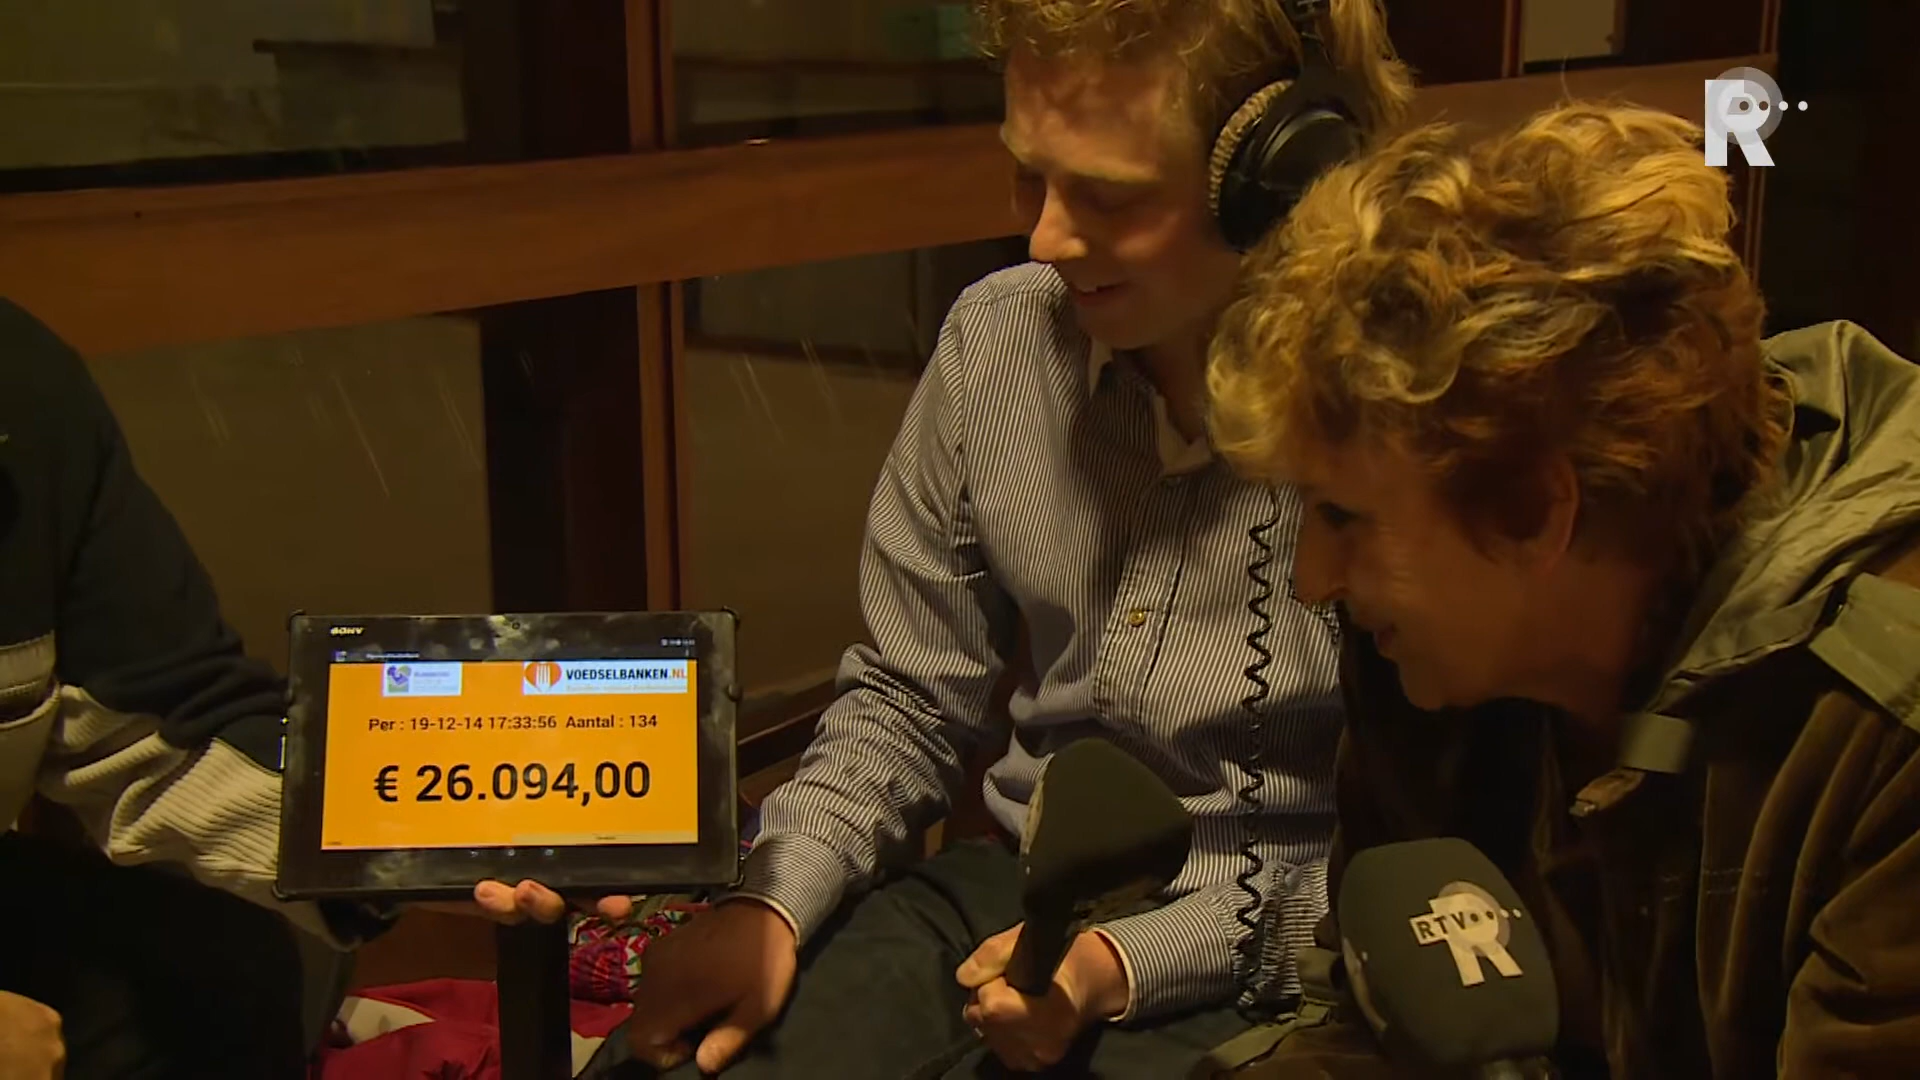 R
SONY
VOEDSELBANKEN.NL
Per : 19-12-14 17:33:56 Aantal : 134
€ 26.094,00
RTV
R